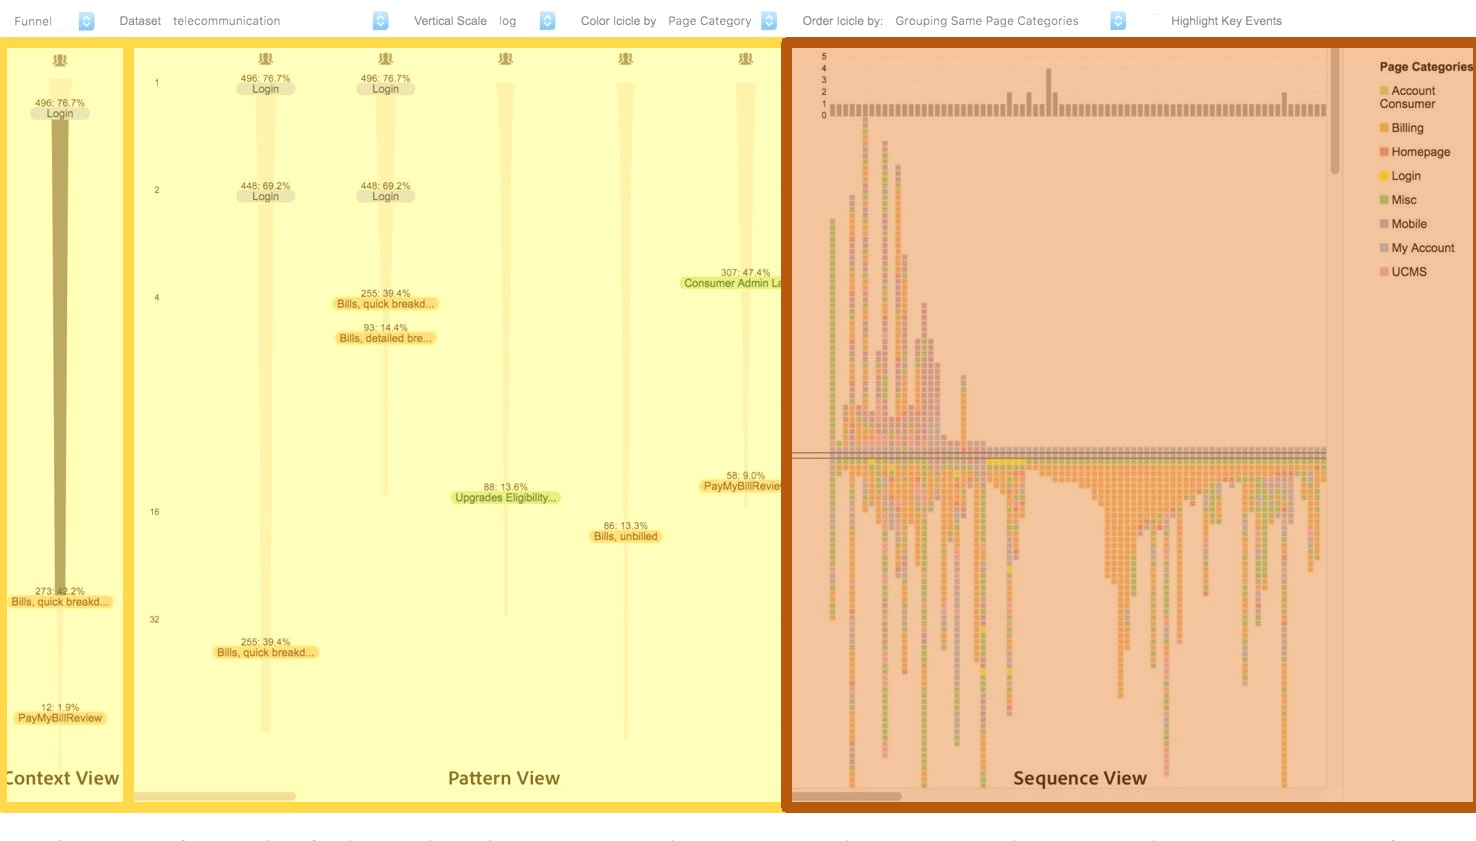 Funnel Dataset telecommunication Vertical Scale log Color Icicle by Page Category Order Icicle by: Grouping Same Page Categories Highlight Key Events
496: 76.7%
Login
273: 42.2%
Bills, quick breakd...
12: 1.9%
PayMyBillReview
Context View
1
2
4
16
32
496: 76.7%
Login
448: 69.2%
Login
255: 39.4%
Bills, quick breakd...
496: 76.7%
Login
448: 69.2%
Login
255: 39.4%
Bills, quick breakd...
93: 14.4%
Bills, detailed bre...
88: 13.6%
Upgrades Eligibility...
86: 13.3%
Bills, unbilled
307: 47.4%
Consumer Admin La
58: 9.0%
PayMyBillReview
Pattern View
5
4
3
2
1
0
Sequence View
Page Categories
Account
Consumer
Billing
Homepage
Login
Misc
Mobile
My Account
UCMS